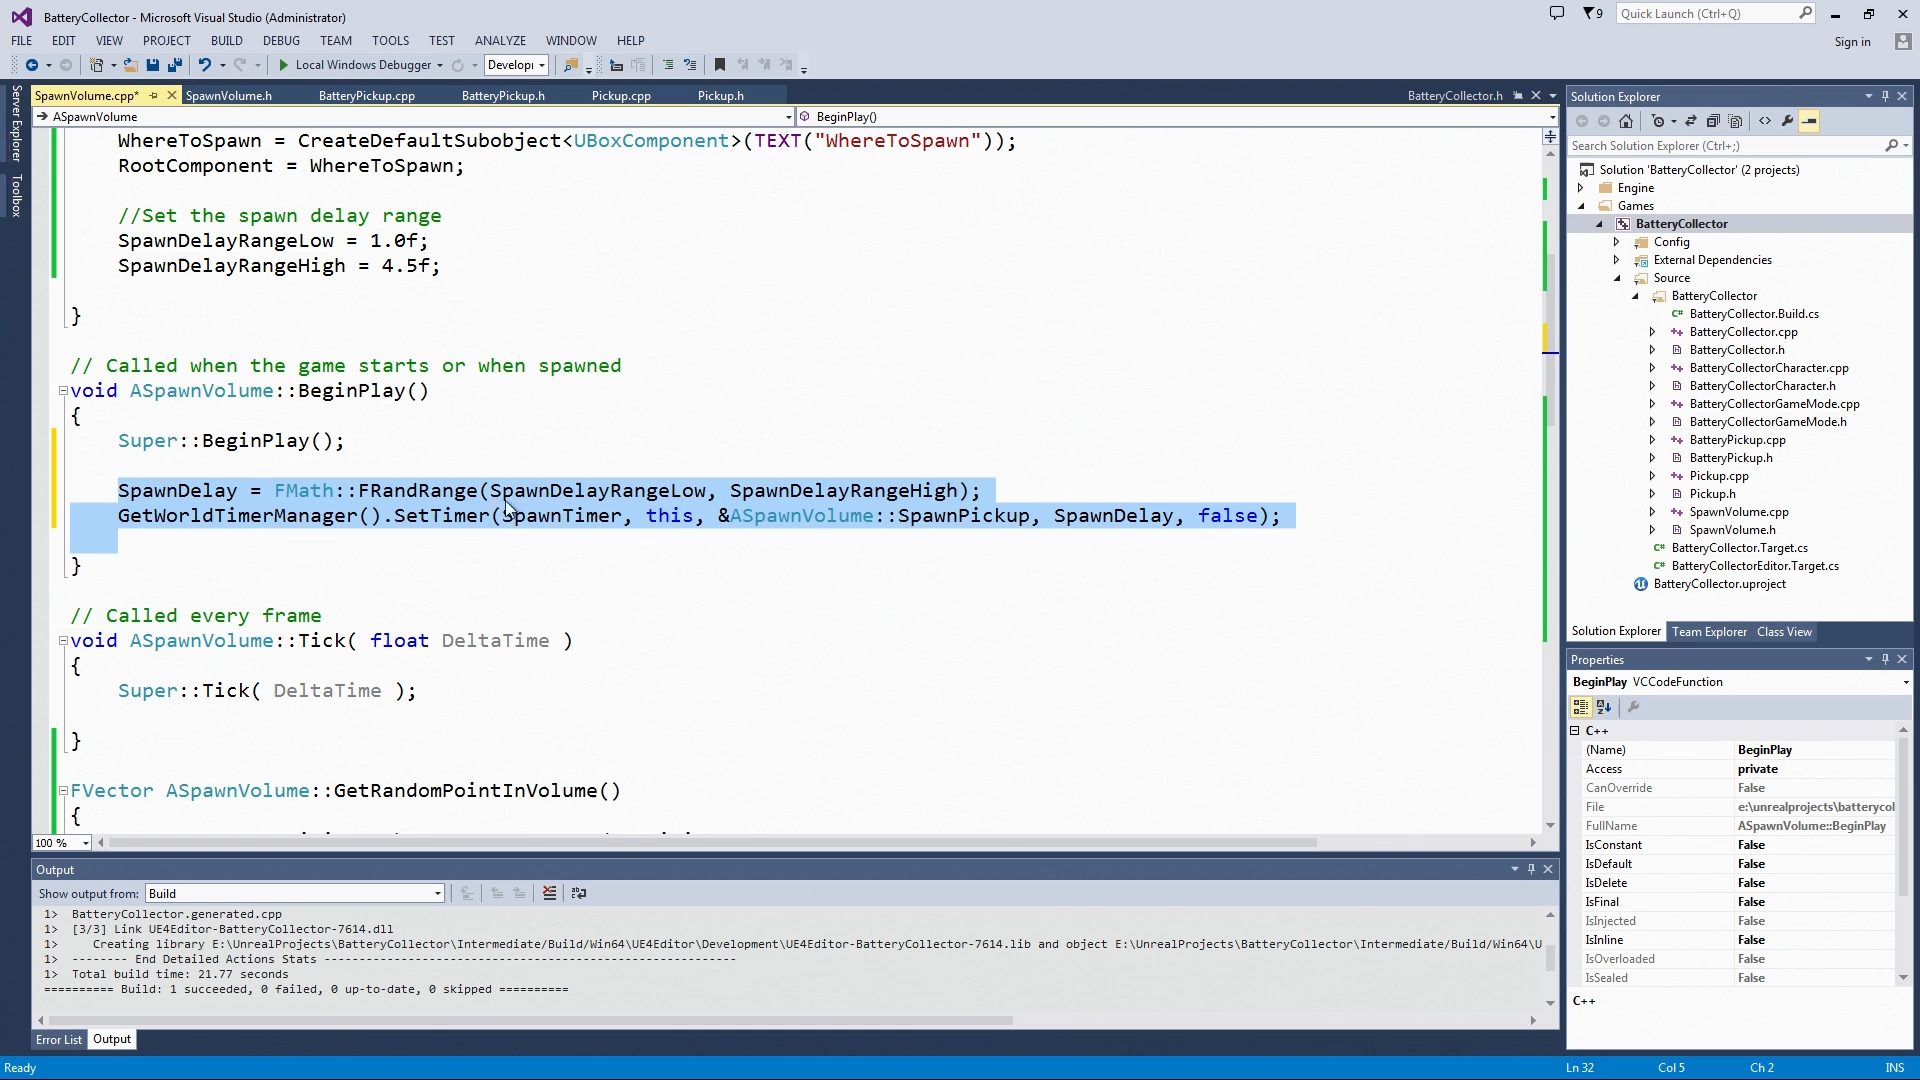 BatteryCollector - Microsoft Visual Studio (Administrator)
9
Quick Launch (Ctrl+Q)
FILE EDIT VIEW PROJECT BUILD DEBUG TEAM TOOLS TEST ANALYZE WINDOW HELP
Sign in
Local Windows Debugger
Develop
Server Explorer
Toolbox
SpawnVolume.cpp* SpawnVolume.h BatteryPickup.cpp BatteryPickup.h Pickup.cpp Pickup.h BatteryCollector.h
ASpawnVolume BeginPlay()
WhereToSpawn = CreateDefaultSubobject<UBoxComponent>(TEXT("WhereToSpawn"));
RootComponent = WhereToSpawn;
//Set the spawn delay range
SpawnDelayRangeLow = 1.0f;
SpawnDelayRangeHigh = 4.5f;
}
// Called when the game starts or when spawned
void ASpawnVolume::BeginPlay()
{
Super::BeginPlay();
SpawnDelay = FMath::FRandRange(SpawnDelayRangeLow, SpawnDelayRangeHigh);
GetWorldTimerManager().SetTimer(SpawnTimer, this, &ASpawnVolume::SpawnPickup, SpawnDelay, false);
}
// Called every frame
void ASpawnVolume::Tick( float DeltaTime )
{
Super::Tick( DeltaTime );
}
FVector ASpawnVolume::GetRandomPointInVolume()
{
100 %
Output
Show output from: Build
1> BatteryCollector.generated.cpp
1> [3/3] Link UE4Editor-BatteryCollector-7614.dll
1> Creating library E:\UnrealProjects\BatteryCollector\Intermediate/Build/Win64\UE4Editor\Development\UE4Editor-BatteryCollector-7614.lib and object E:\UnrealProjects\BatteryCollector\Intermediate/Build/Win64\U
1> -------- End Detailed Actions Stats -----------------------------------------------------------
1> Total build time: 21.77 seconds
========== Build: 1 succeeded, 0 failed, 0 up-to-date, 0 skipped ==========
Error List Output
Solution Explorer
Search Solution Explorer (Ctrl+;)
Solution 'BatteryCollector' (2 projects)
Engine
Games
BatteryCollector
Config
External Dependencies
Source
BatteryCollector
BatteryCollector.Build.cs
BatteryCollector.cpp
BatteryCollector.h
BatteryCollectorCharacter.cpp
BatteryCollectorCharacter.h
BatteryCollectorGameMode.cpp
BatteryCollectorGameMode.h
BatteryPickup.cpp
BatteryPickup.h
Pickup.cpp
Pickup.h
SpawnVolume.cpp
SpawnVolume.h
BatteryCollector.Target.cs
BatteryCollectorEditor.Target.cs
BatteryCollector.uproject
Solution Explorer Team Explorer Class View
Properties
BeginPlay VCCodeFunction
C++
(Name) BeginPlay
Access private
CanOverride False
File e:\unrealprojects\batterycol
FullName ASpawnVolume::BeginPlay
IsConstant False
IsDefault False
IsDelete False
IsFinal False
IsInjected False
IsInline False
IsOverloaded False
IsSealed False
C++
Ready Ln 32 Col 5 Ch 2 INS